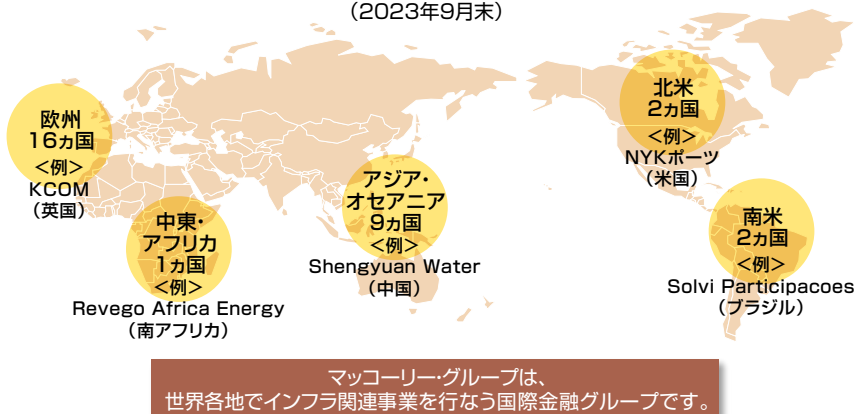 （2023年9月末）
欧州
16ヵ国
＜例＞
KCOM
（英国）
中東・
アフリカ
1ヵ国
＜例＞
Revego Africa Energy
（南アフリカ）
アジア・
オセアニア
9ヵ国
＜例＞
Shengyuan Water
（中国）
北米
2ヵ国
＜例＞
NYKポーツ
（米国）
南米
2ヵ国
＜例＞
Solvi Participacoes
（ブラジル）
マッコーリー・グループは、
世界各地でインフラ関連事業を行なう国際金融グループです。